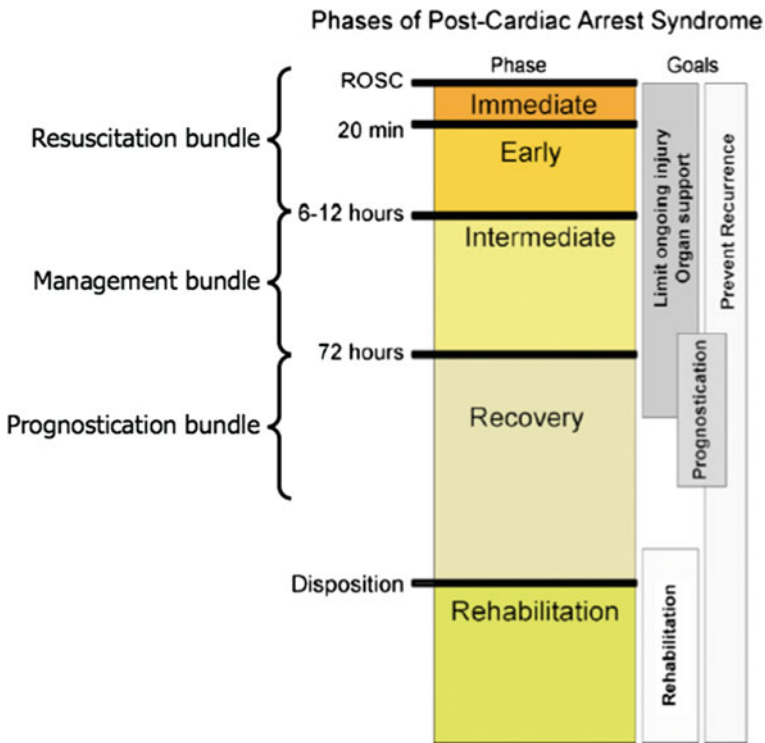 Phases of Post-Cardiac Arrest Syndrome
Phase
Goals
ROSC
Immediate
Resuscitation bundle
20 min
Early
6-12 hours
Intermediate
Management bundle
72 hours
Recovery
Prognostication bundle
Disposition
Rehabilitation
Limit ongoing injury
Organ support
Prevent Recurrence
Prognostication
Rehabilitation